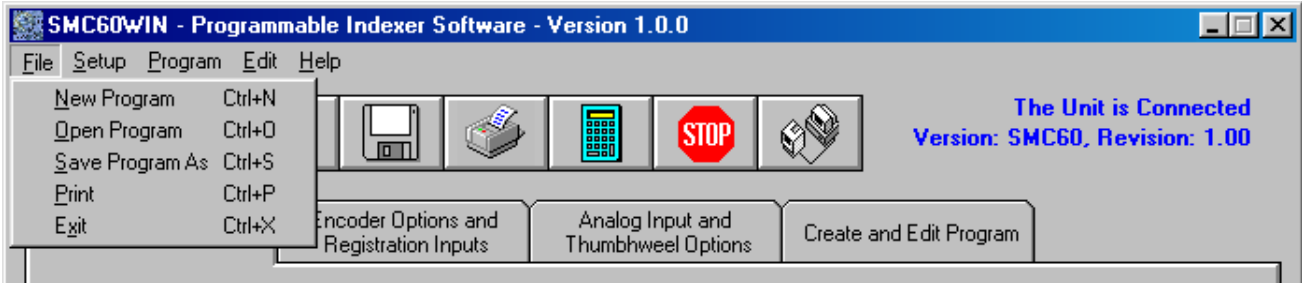 SMC60WIN - Programmable Indexer Software - Version 1.0.0
File Setup Program Edit Help
New Program Ctrl+N
Open Program Ctrl+O
Save Program As Ctrl+S
Print Ctrl+P
Exit Ctrl+X
STOP
The Unit is Connected
Version: SMC60, Revision: 1.00
Encoder Options and
Registration Inputs
Analog Input and
Thumbhweel Options
Create and Edit Program